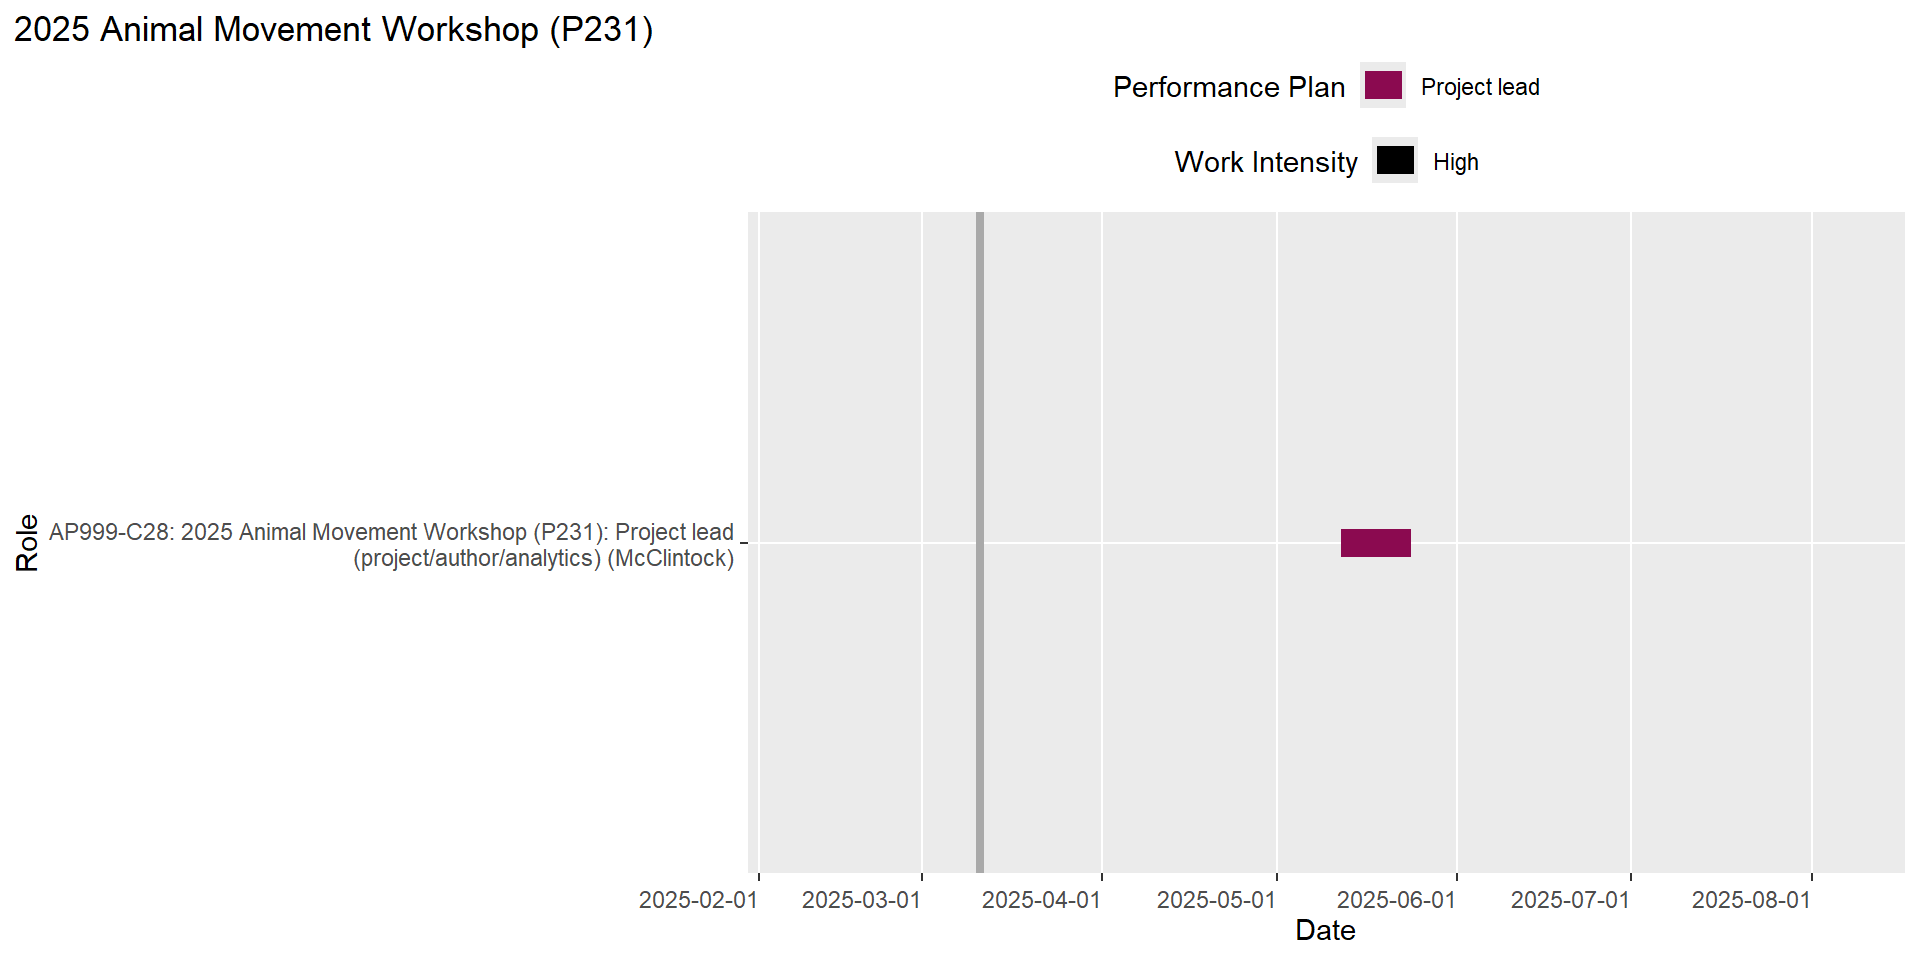 2025 Animal Movement Workshop (P231)
Performance Plan Project lead
Work Intensity High
Role
AP999-C28: 2025 Animal Movement Workshop (P231): Project lead
(project/author/analytics) (McClintock)
2025-02-01 2025-03-01 2025-04-01 2025-05-01 2025-06-01 2025-07-01 2025-08-01
Date